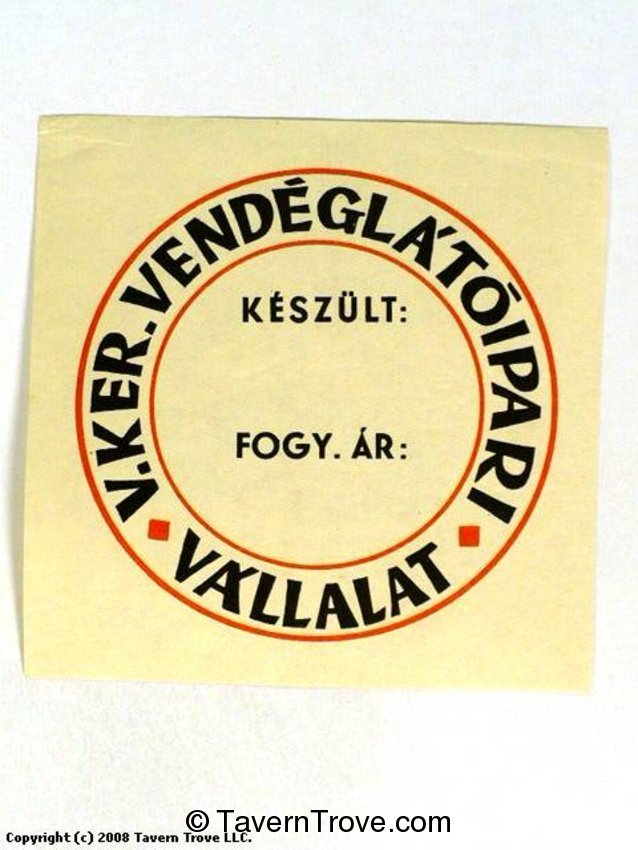 V.KER. VENDÉGLÁTÓIPARI
VÁLLALAT
KÉSZÜLT:
FOGY. ÁR:
© TavernTrove.com
Copyright (c) 2008 Tavern Trove LLC.